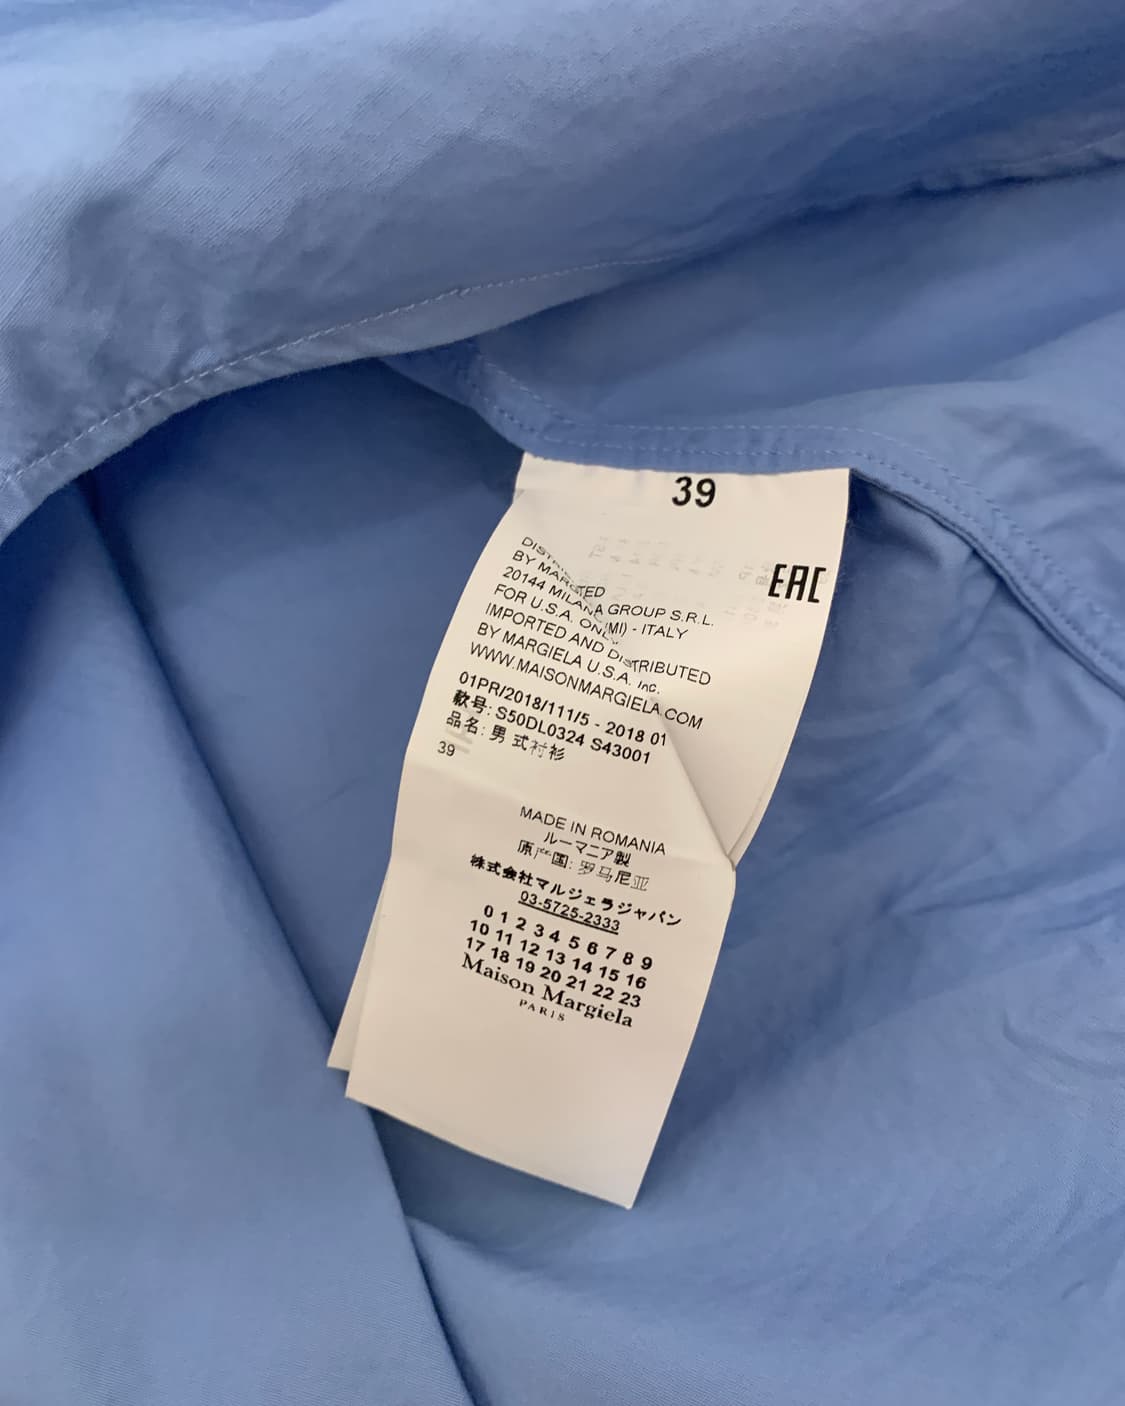 39
EAC
BY MARGIELA GROUP S.R.L.
20144 MILANO (MI) - ITALY
FOR U.S.A. ONLY
IMPORTED AND DISTRIBUTED
BY MARGIELA U.S.A. Inc.
WWW.MAISONMARGIELA.COM
01PR/2018/111/5 - 2018 01
款号: S50DL0324 S43001
品名: 男式衬衫
39
MADE IN ROMANIA
ルーマニア製
原产国: 罗马尼亚
株式会社マルジェラジャパン
03-5725-2333
0 1 2 3 4 5 6 7 8 9
10 11 12 13 14 15 16
17 18 19 20 21 22 23
Maison Margiela
PARIS